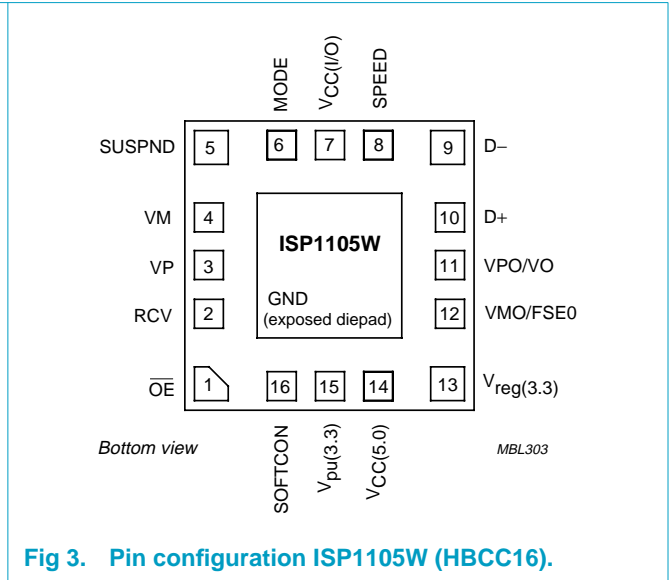 MODE
VCC(I/O)
SPEED
SUSPND 5 6 7 8 9 D−
VM 4 10 D+
ISP1105W
VP 3 11 VPO/VO
GND
(exposed diepad)
RCV 2 12 VMO/FSE0
OE 1 16 15 14 13 Vreg(3.3)
Bottom view
SOFTCON
Vpu(3.3)
VCC(5.0)
MBL303
Fig 3. Pin configuration ISP1105W (HBCC16).